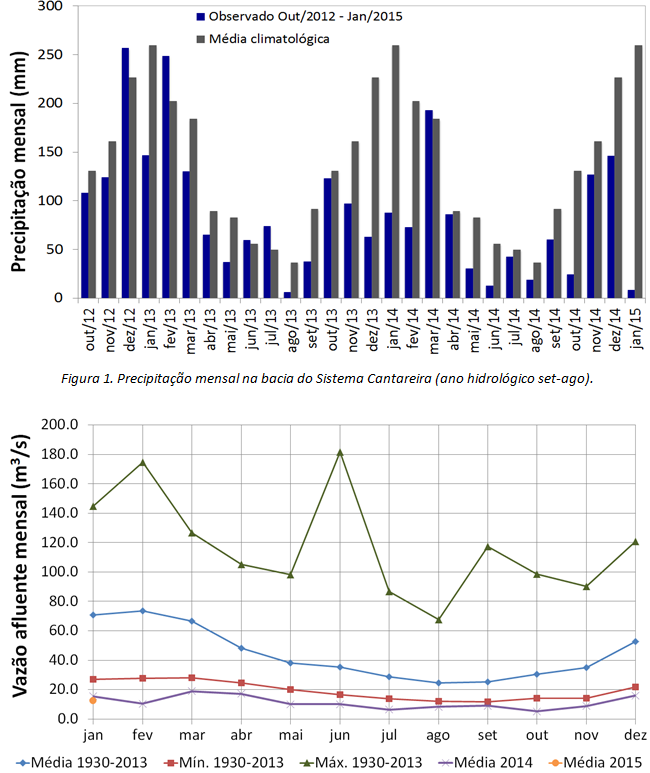 Precipitação mensal (mm)
300
250
200
150
100
50
0
Observado Out/2012 - Jan/2015
Média climatológica
out/12 nov/12 dez/12 jan/13 fev/13 mar/13 abr/13 mai/13 jun/13 jul/13 ago/13 set/13 out/13 nov/13 dez/13 jan/14 fev/14 mar/14 abr/14 mai/14 jun/14 jul/14 ago/14 set/14 out/14 nov/14 dez/14 jan/15
Figura 1. Precipitação mensal na bacia do Sistema Cantareira (ano hidrológico set-ago).
Vazão afluente mensal (m³/s)
200.0
180.0
160.0
140.0
120.0
100.0
80.0
60.0
40.0
20.0
0.0
jan fev mar abr mai jun jul ago set out nov dez
Média 1930-2013 Mín. 1930-2013 Máx. 1930-2013 Média 2014 Média 2015